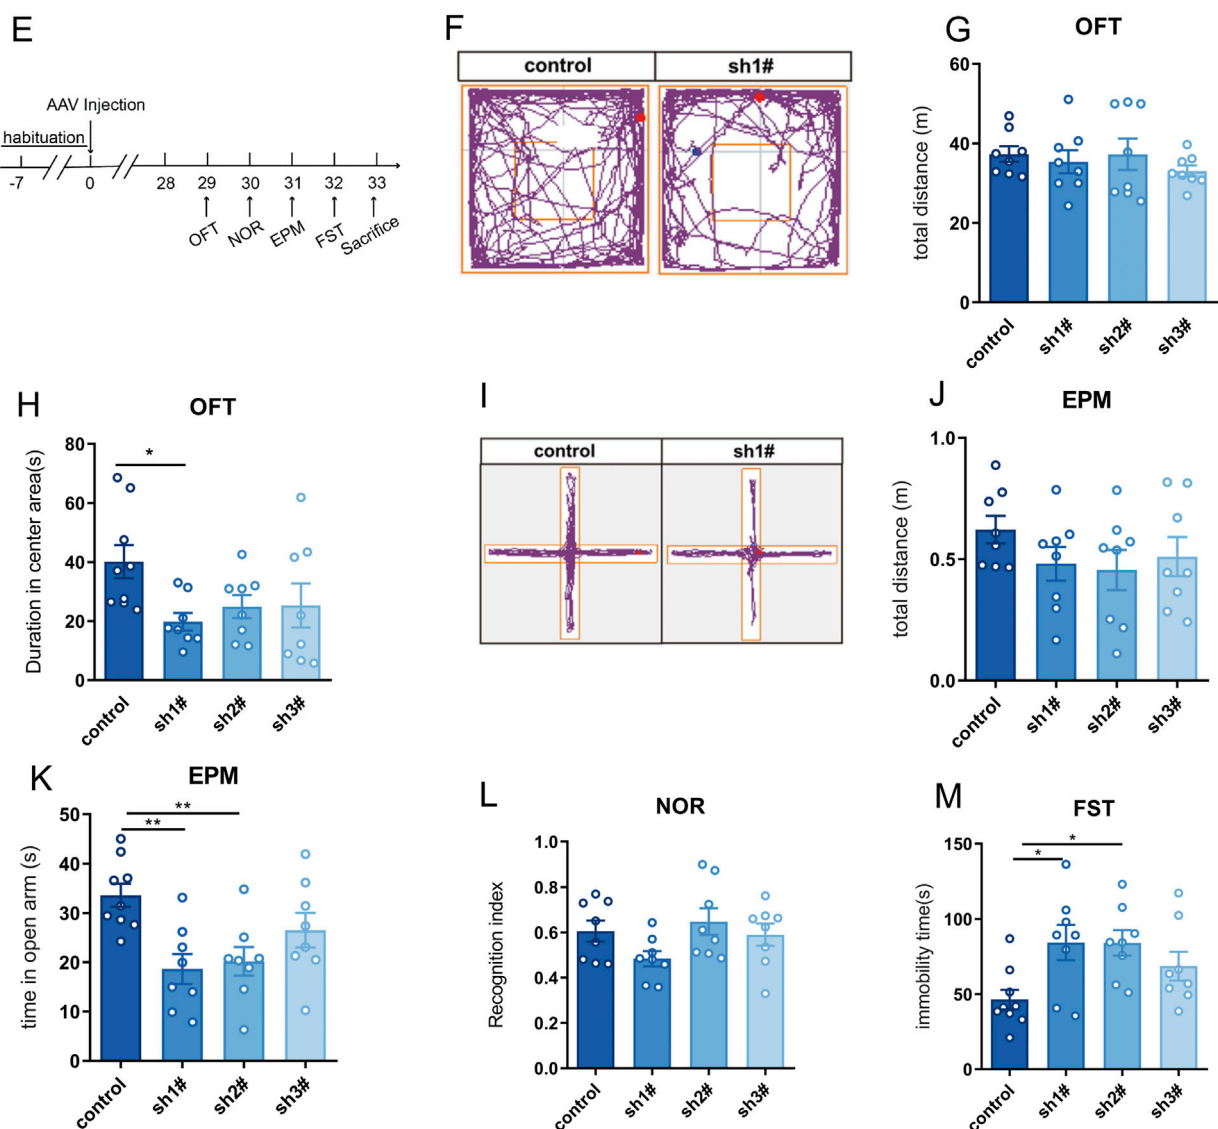 E
AAV Injection
habituation
-7 0 28 29 30 31 32 33
OFT NOR EPM FST Sacrifice
F
control sh1#
G
OFT
total distance (m)
60
40
20
0
control sh1# sh2# sh3#
H
OFT
Duration in center area(s)
80
60
40
20
0
*
control sh1# sh2# sh3#
I
control sh1#
J
EPM
total distance (m)
1.0
0.5
0.0
control sh1# sh2# sh3#
K
EPM
time in open arm (s)
50
40
30
20
10
0
**
**
control sh1# sh2# sh3#
L
NOR
Recognition index
1.0
0.8
0.6
0.4
0.2
0.0
control sh1# sh2# sh3#
M
FST
immobility time(s)
150
100
50
0
*
*
control sh1# sh2# sh3#